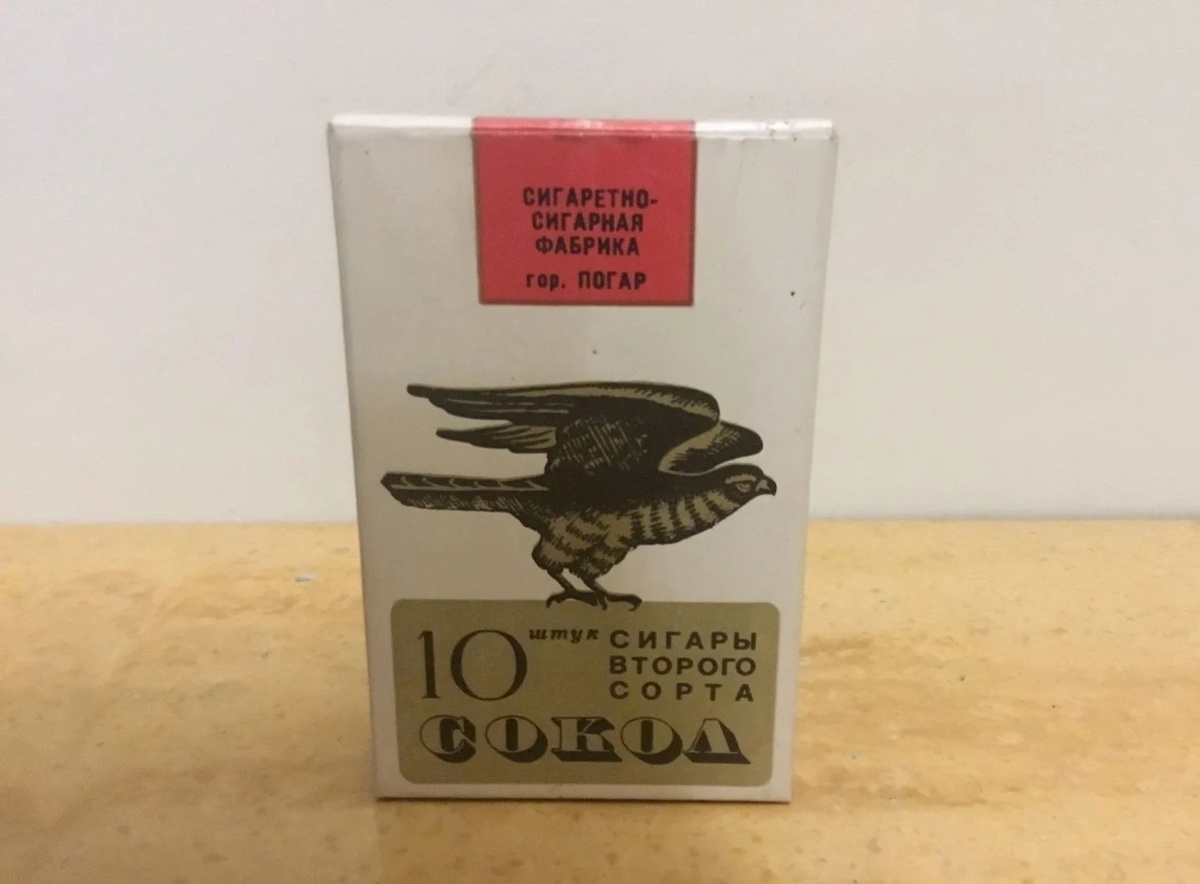 СИГАРЕТНО-
СИГАРНАЯ
ФАБРИКА
гор. ПОГАР
10 штук
СИГАРЫ
ВТОРОГО
СОРТА
СОКОЛ